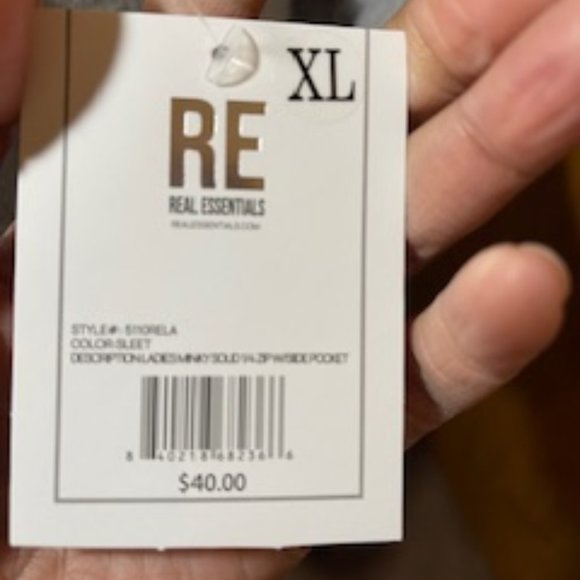 XL
RE
REAL ESSENTIALS
REALESSENTIALS.COM
STYLE#: 5110RELA
COLOR:SLEET
DESCRIPTION:LADIES MINKY SOLID 1/4-ZIP W/SIDE POCKET
8 40218 68236 6
$40.00